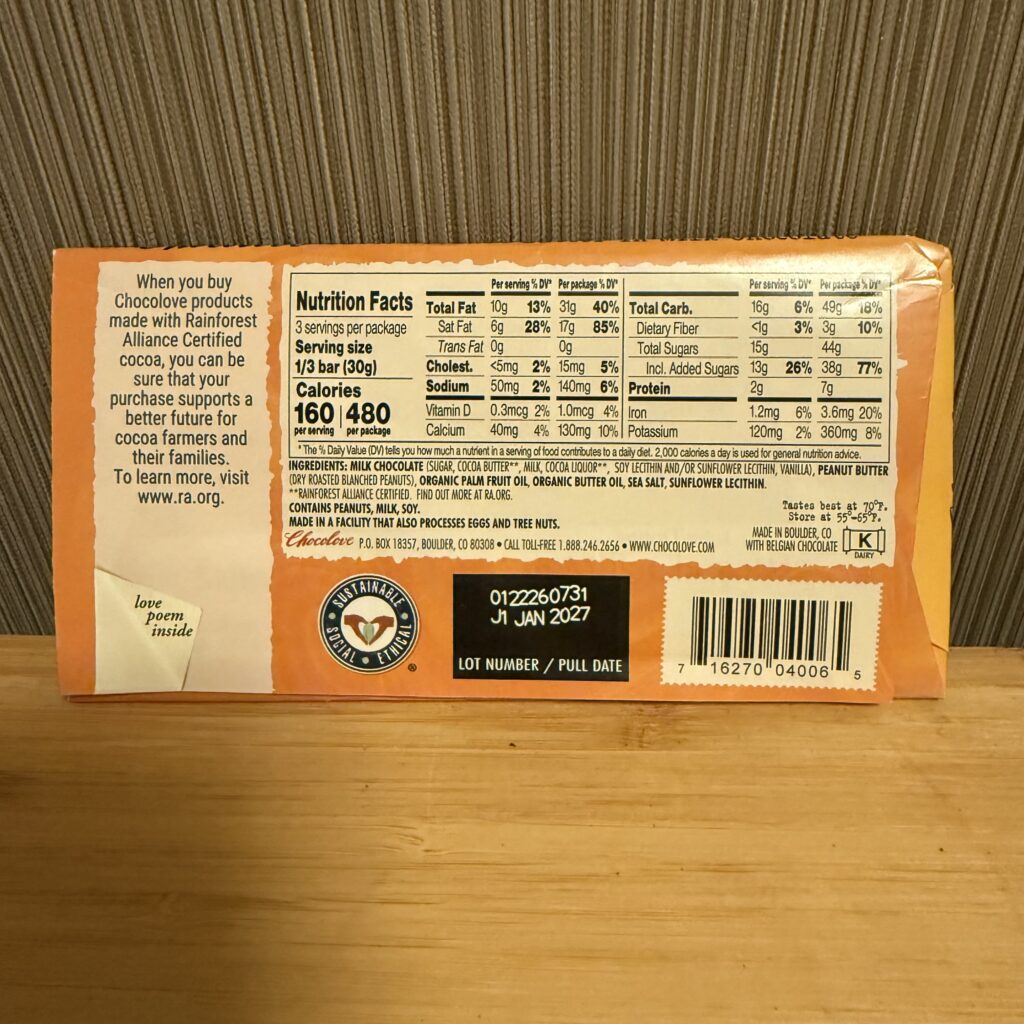 When you buy
Chocolove products
made with Rainforest
Alliance Certified
cocoa, you can be
sure that your
purchase supports a
better future for
cocoa farmers and
their families.
To learn more, visit
www.ra.org.
love
poem
inside
Nutrition Facts
3 servings per package
Serving size
1/3 bar (30g)
Calories
160 480
per serving per package
Per serving % DV* Per package % DV*
Total Fat 10g 13% 31g 40%
Sat Fat 6g 28% 17g 85%
Trans Fat 0g 0g
Cholest. <5mg 2% 15mg 5%
Sodium 50mg 2% 140mg 6%
Vitamin D 0.3mcg 2% 1.0mcg 4%
Calcium 40mg 4% 130mg 10%
Per serving % DV* Per package % DV*
Total Carb. 16g 6% 49g 18%
Dietary Fiber <1g 3% 3g 10%
Total Sugars 15g 44g
Incl. Added Sugars 13g 26% 38g 77%
Protein 2g 7g
Iron 1.2mg 6% 3.6mg 20%
Potassium 120mg 2% 360mg 8%
*The % Daily Value (DV) tells you how much a nutrient in a serving of food contributes to a daily diet. 2,000 calories a day is used for general nutrition advice.
INGREDIENTS: MILK CHOCOLATE (SUGAR, COCOA BUTTER**, MILK, COCOA LIQUOR**, SOY LECITHIN AND/OR SUNFLOWER LECITHIN, VANILLA), PEANUT BUTTER
(DRY ROASTED BLANCHED PEANUTS), ORGANIC PALM FRUIT OIL, ORGANIC BUTTER OIL, SEA SALT, SUNFLOWER LECITHIN.
**RAINFOREST ALLIANCE CERTIFIED. FIND OUT MORE AT RA.ORG.
CONTAINS PEANUTS, MILK, SOY.
MADE IN A FACILITY THAT ALSO PROCESSES EGGS AND TREE NUTS.
Tastes best at 70°F.
Store at 55°-65°F.
Chocolove P.O. BOX 18357, BOULDER, CO 80308 • CALL TOLL-FREE 1.888.246.2656 • WWW.CHOCOLOVE.COM
MADE IN BOULDER, CO
WITH BELGIAN CHOCOLATE
K
DAIRY
SUSTAINABLE • SOCIAL • ETHICAL ®
0122260731
J1 JAN 2027
LOT NUMBER / PULL DATE
7 16270 04006 5